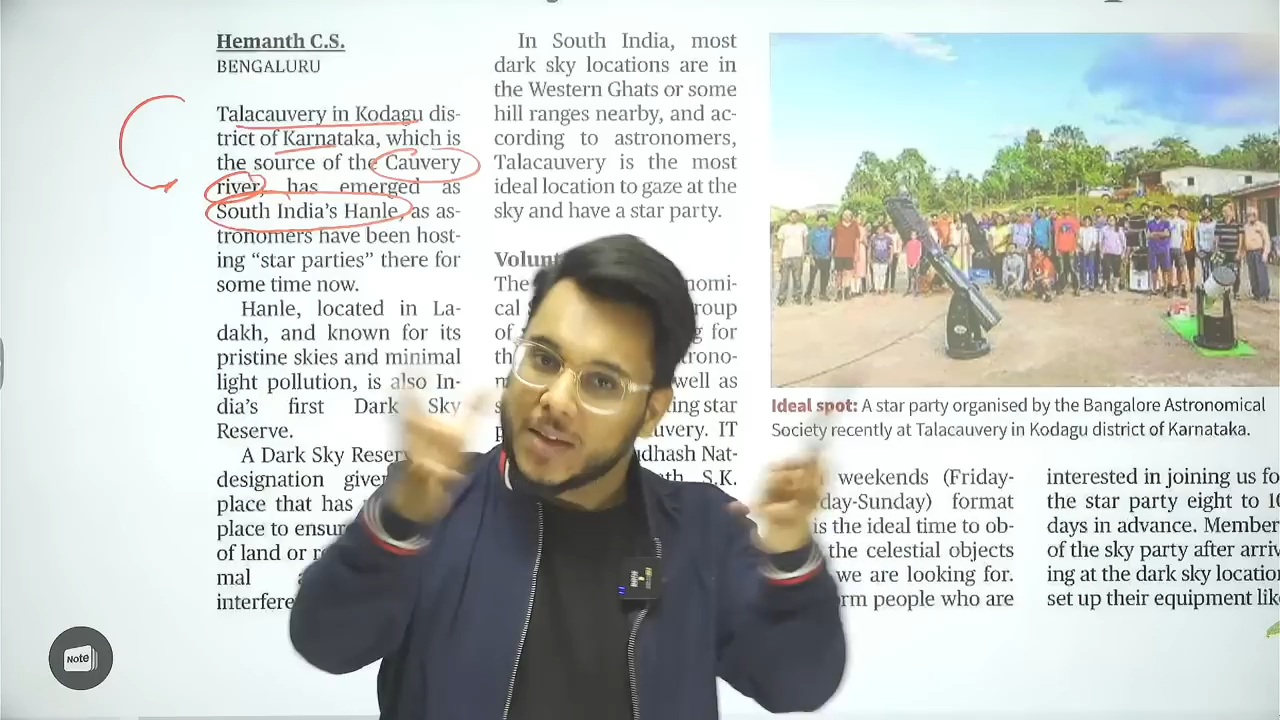 Hemanth C.S.
BENGALURU
Talacauvery in Kodagu dis-
trict of Karnataka, which is
the source of the Cauvery
river, has emerged as
South India's Hanle, as as-
tronomers have been host-
ing “star parties” there for
some time now.
Hanle, located in La-
dakh, and known for its
pristine skies and minimal
light pollution, is also In-
dia's first Dark Sky
Reserve.
A Dark Sky Reser
designation give
place that has
place to ensur
of land or r
mal
interfere
In South India, most
dark sky locations are in
the Western Ghats or some
hill ranges nearby, and ac-
cording to astronomers,
Talacauvery is the most
ideal location to gaze at the
sky and have a star party.
Volunt
The nomi-
cal roup
of g for
th trono-
m well as
s ing star
p uvery. IT
dhash Nat-
th S.K.
Ideal spot: A star party organised by the Bangalore Astronomical
Society recently at Talacauvery in Kodagu district of Karnataka.
weekends (Friday-
day-Sunday) format
is the ideal time to ob-
the celestial objects
we are looking for.
rm people who are
interested in joining us fo
the star party eight to 10
days in advance. Member
of the sky party after arriv
ing at the dark sky location
set up their equipment lik
Note